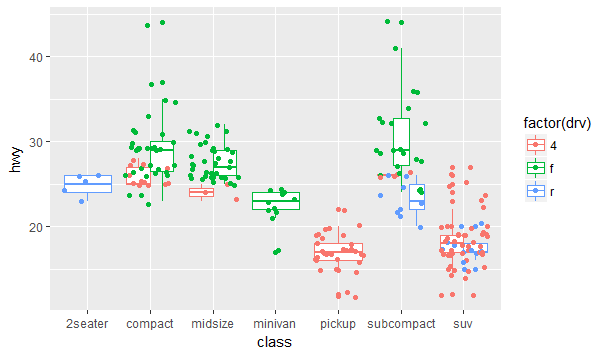 hwy
40
30
20
2seater compact midsize minivan pickup subcompact suv
class
factor(drv)
4
f
r